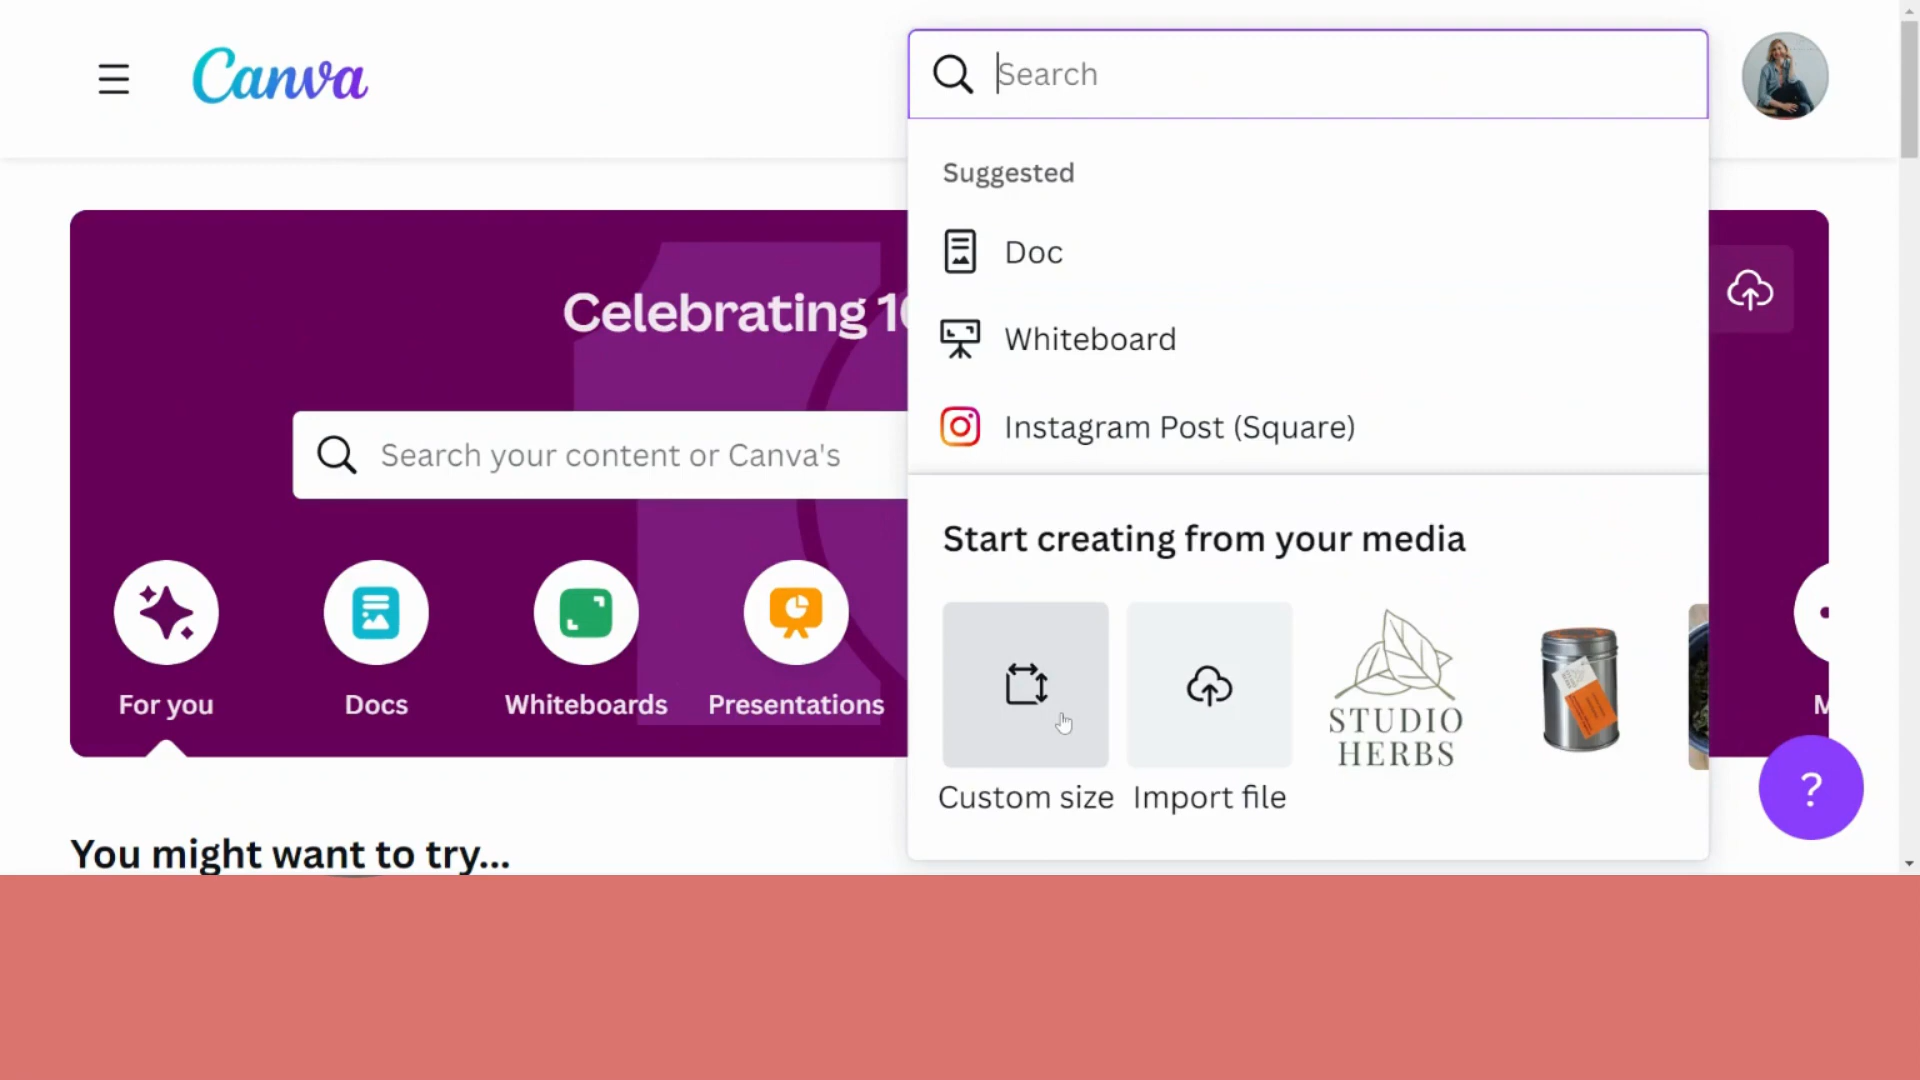 Canva
Search
Suggested
Doc
Whiteboard
Instagram Post (Square)
Celebrating 10
Search your content or Canva's
Start creating from your media
STUDIO
HERBS
Custom size
Import file
For you
Docs
Whiteboards
Presentations
M
?
You might want to try...